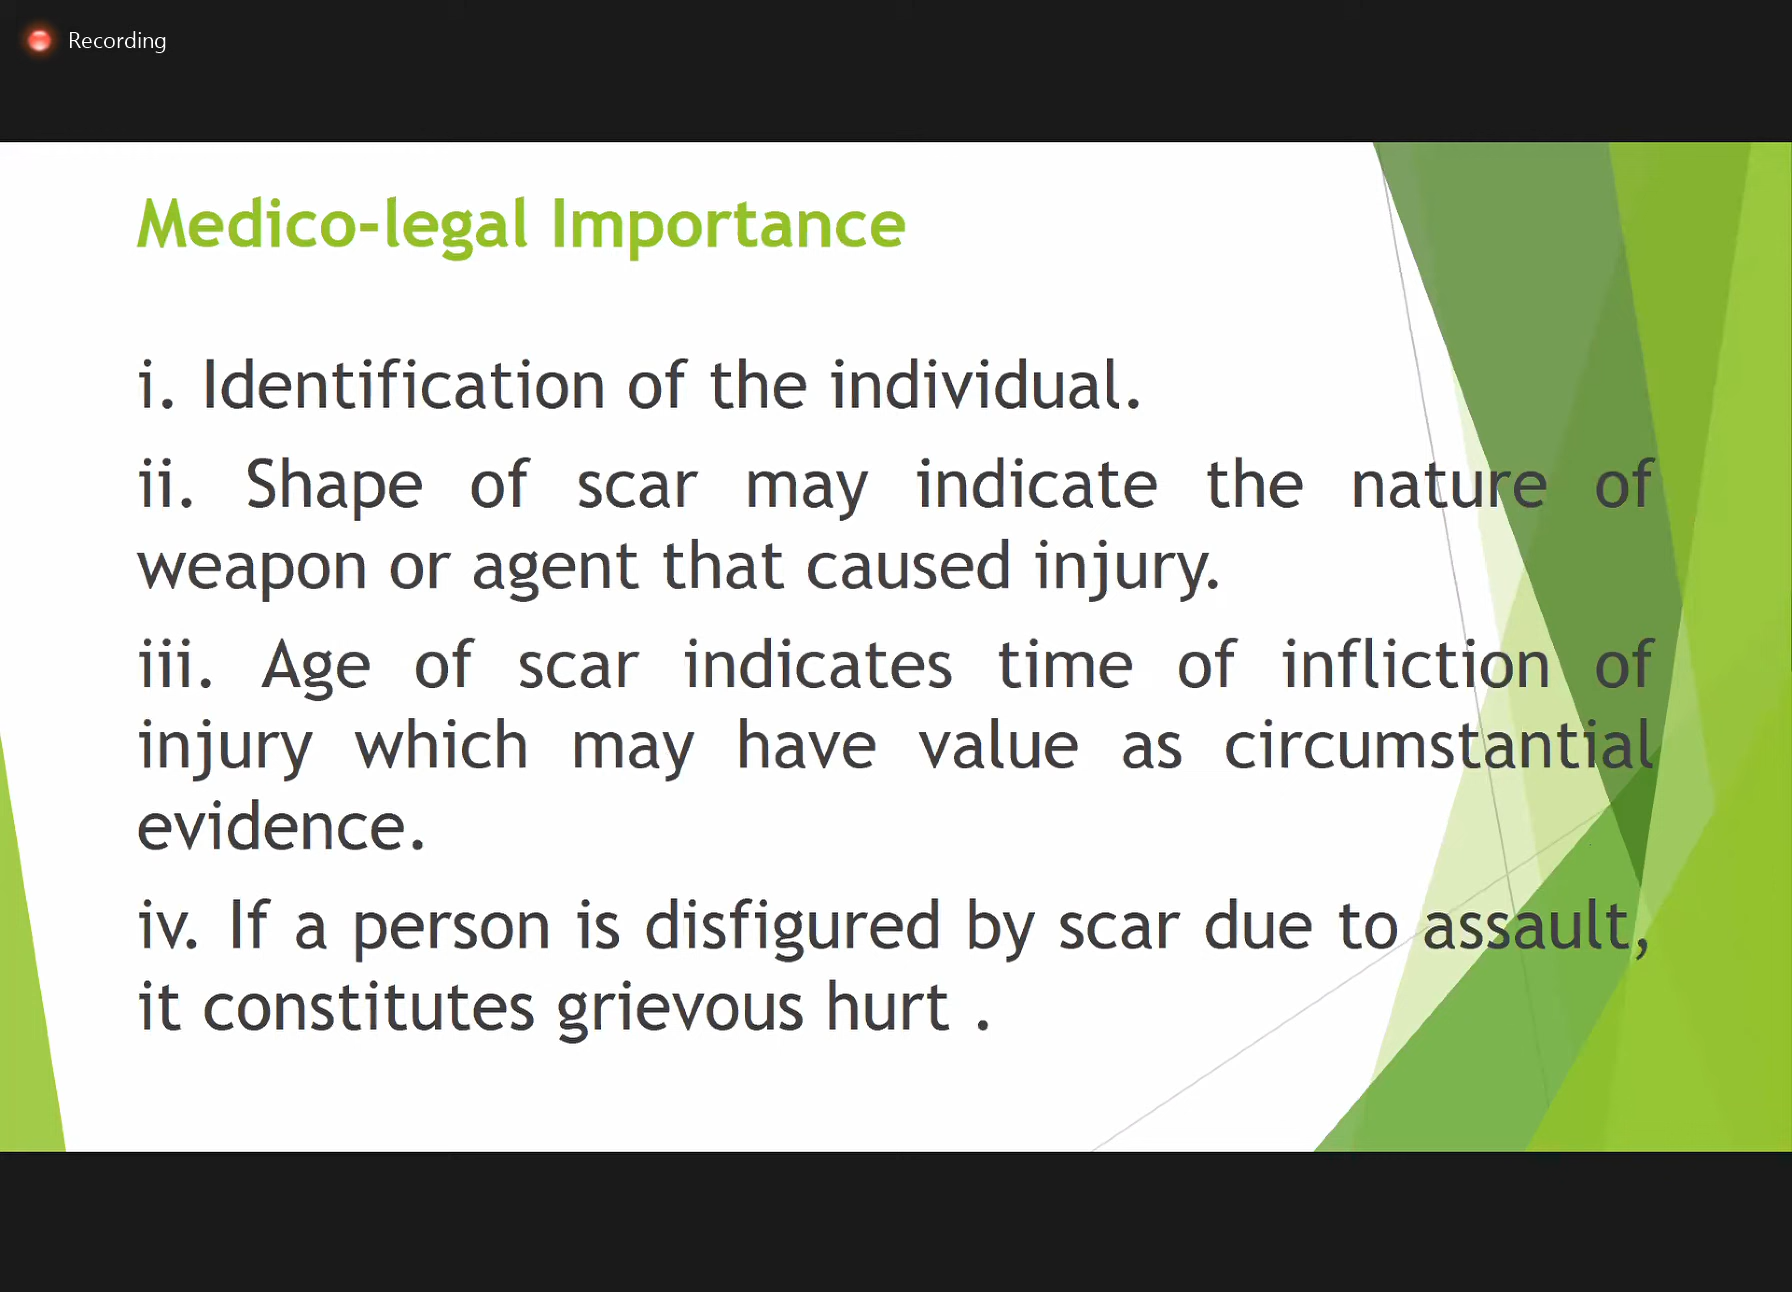 Recording
Medico-legal Importance
i. Identification of the individual.
ii. Shape of scar may indicate the nature of
weapon or agent that caused injury.
iii. Age of scar indicates time of infliction of
injury which may have value as circumstantial
evidence.
iv. If a person is disfigured by scar due to assault,
it constitutes grievous hurt .